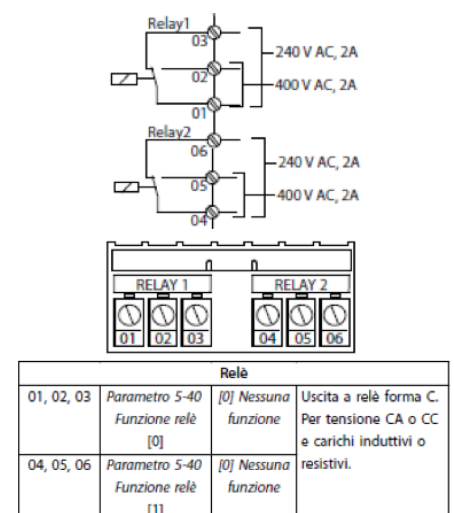 Relay1
03
240 V AC, 2A
02
400 V AC, 2A
01
Relay2
06
240 V AC, 2A
05
400 V AC, 2A
04
RELAY 1 RELAY 2
01 02 03 04 05 06
Relè
01, 02, 03 Parametro 5-40 [0] Nessuna Uscita a relè forma C.
Funzione relè funzione Per tensione CA o CC
[0] e carichi induttivi o
04, 05, 06 Parametro 5-40 [0] Nessuna resistivi.
Funzione relè funzione
[1]